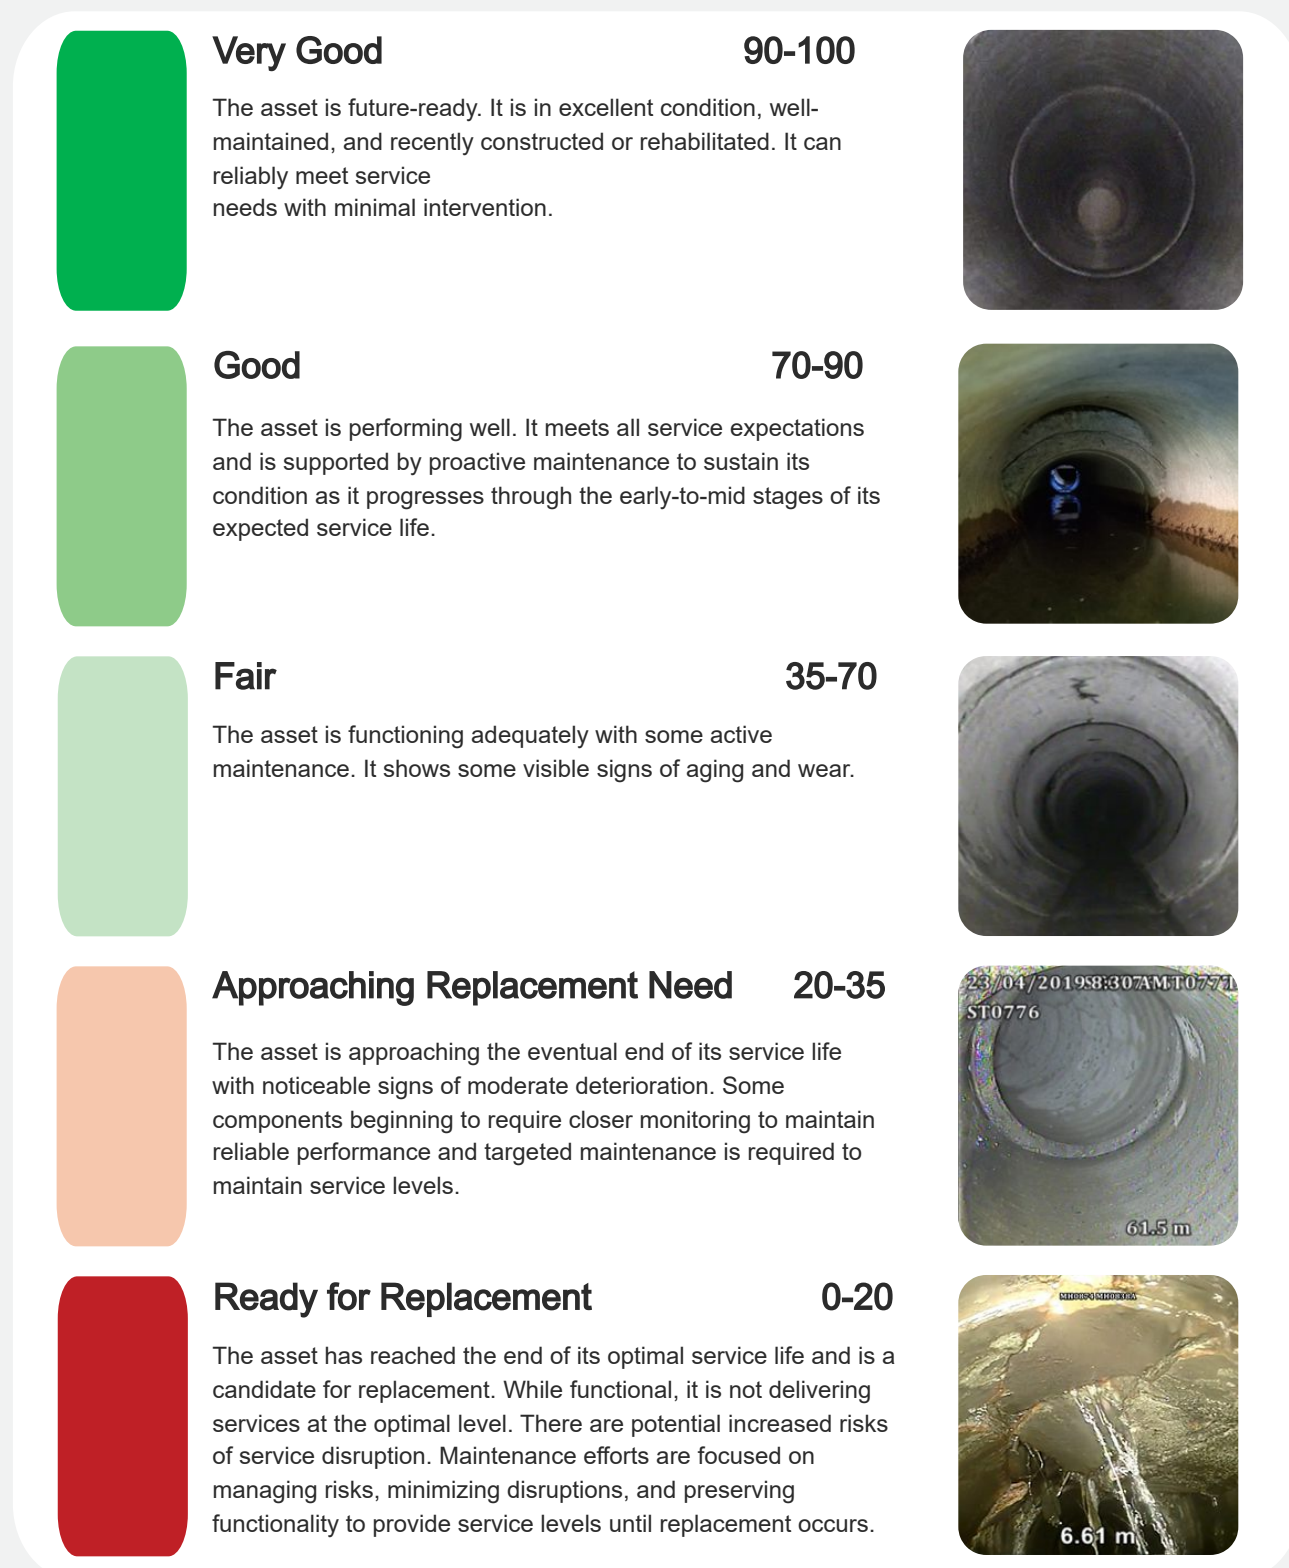 Very Good 90-100
The asset is future-ready. It is in excellent condition, well-
maintained, and recently constructed or rehabilitated. It can
reliably meet service
needs with minimal intervention.
Good 70-90
The asset is performing well. It meets all service expectations
and is supported by proactive maintenance to sustain its
condition as it progresses through the early-to-mid stages of its
expected service life.
Fair 35-70
The asset is functioning adequately with some active
maintenance. It shows some visible signs of aging and wear.
Approaching Replacement Need 20-35
The asset is approaching the eventual end of its service life
with noticeable signs of moderate deterioration. Some
components beginning to require closer monitoring to maintain
reliable performance and targeted maintenance is required to
maintain service levels.
23/04/2019
ST0776
61.5 m
Ready for Replacement 0-20
The asset has reached the end of its optimal service life and is a
candidate for replacement. While functional, it is not delivering
services at the optimal level. There are potential increased risks
of service disruption. Maintenance efforts are focused on
managing risks, minimizing disruptions, and preserving
functionality to provide service levels until replacement occurs.
6.61 m